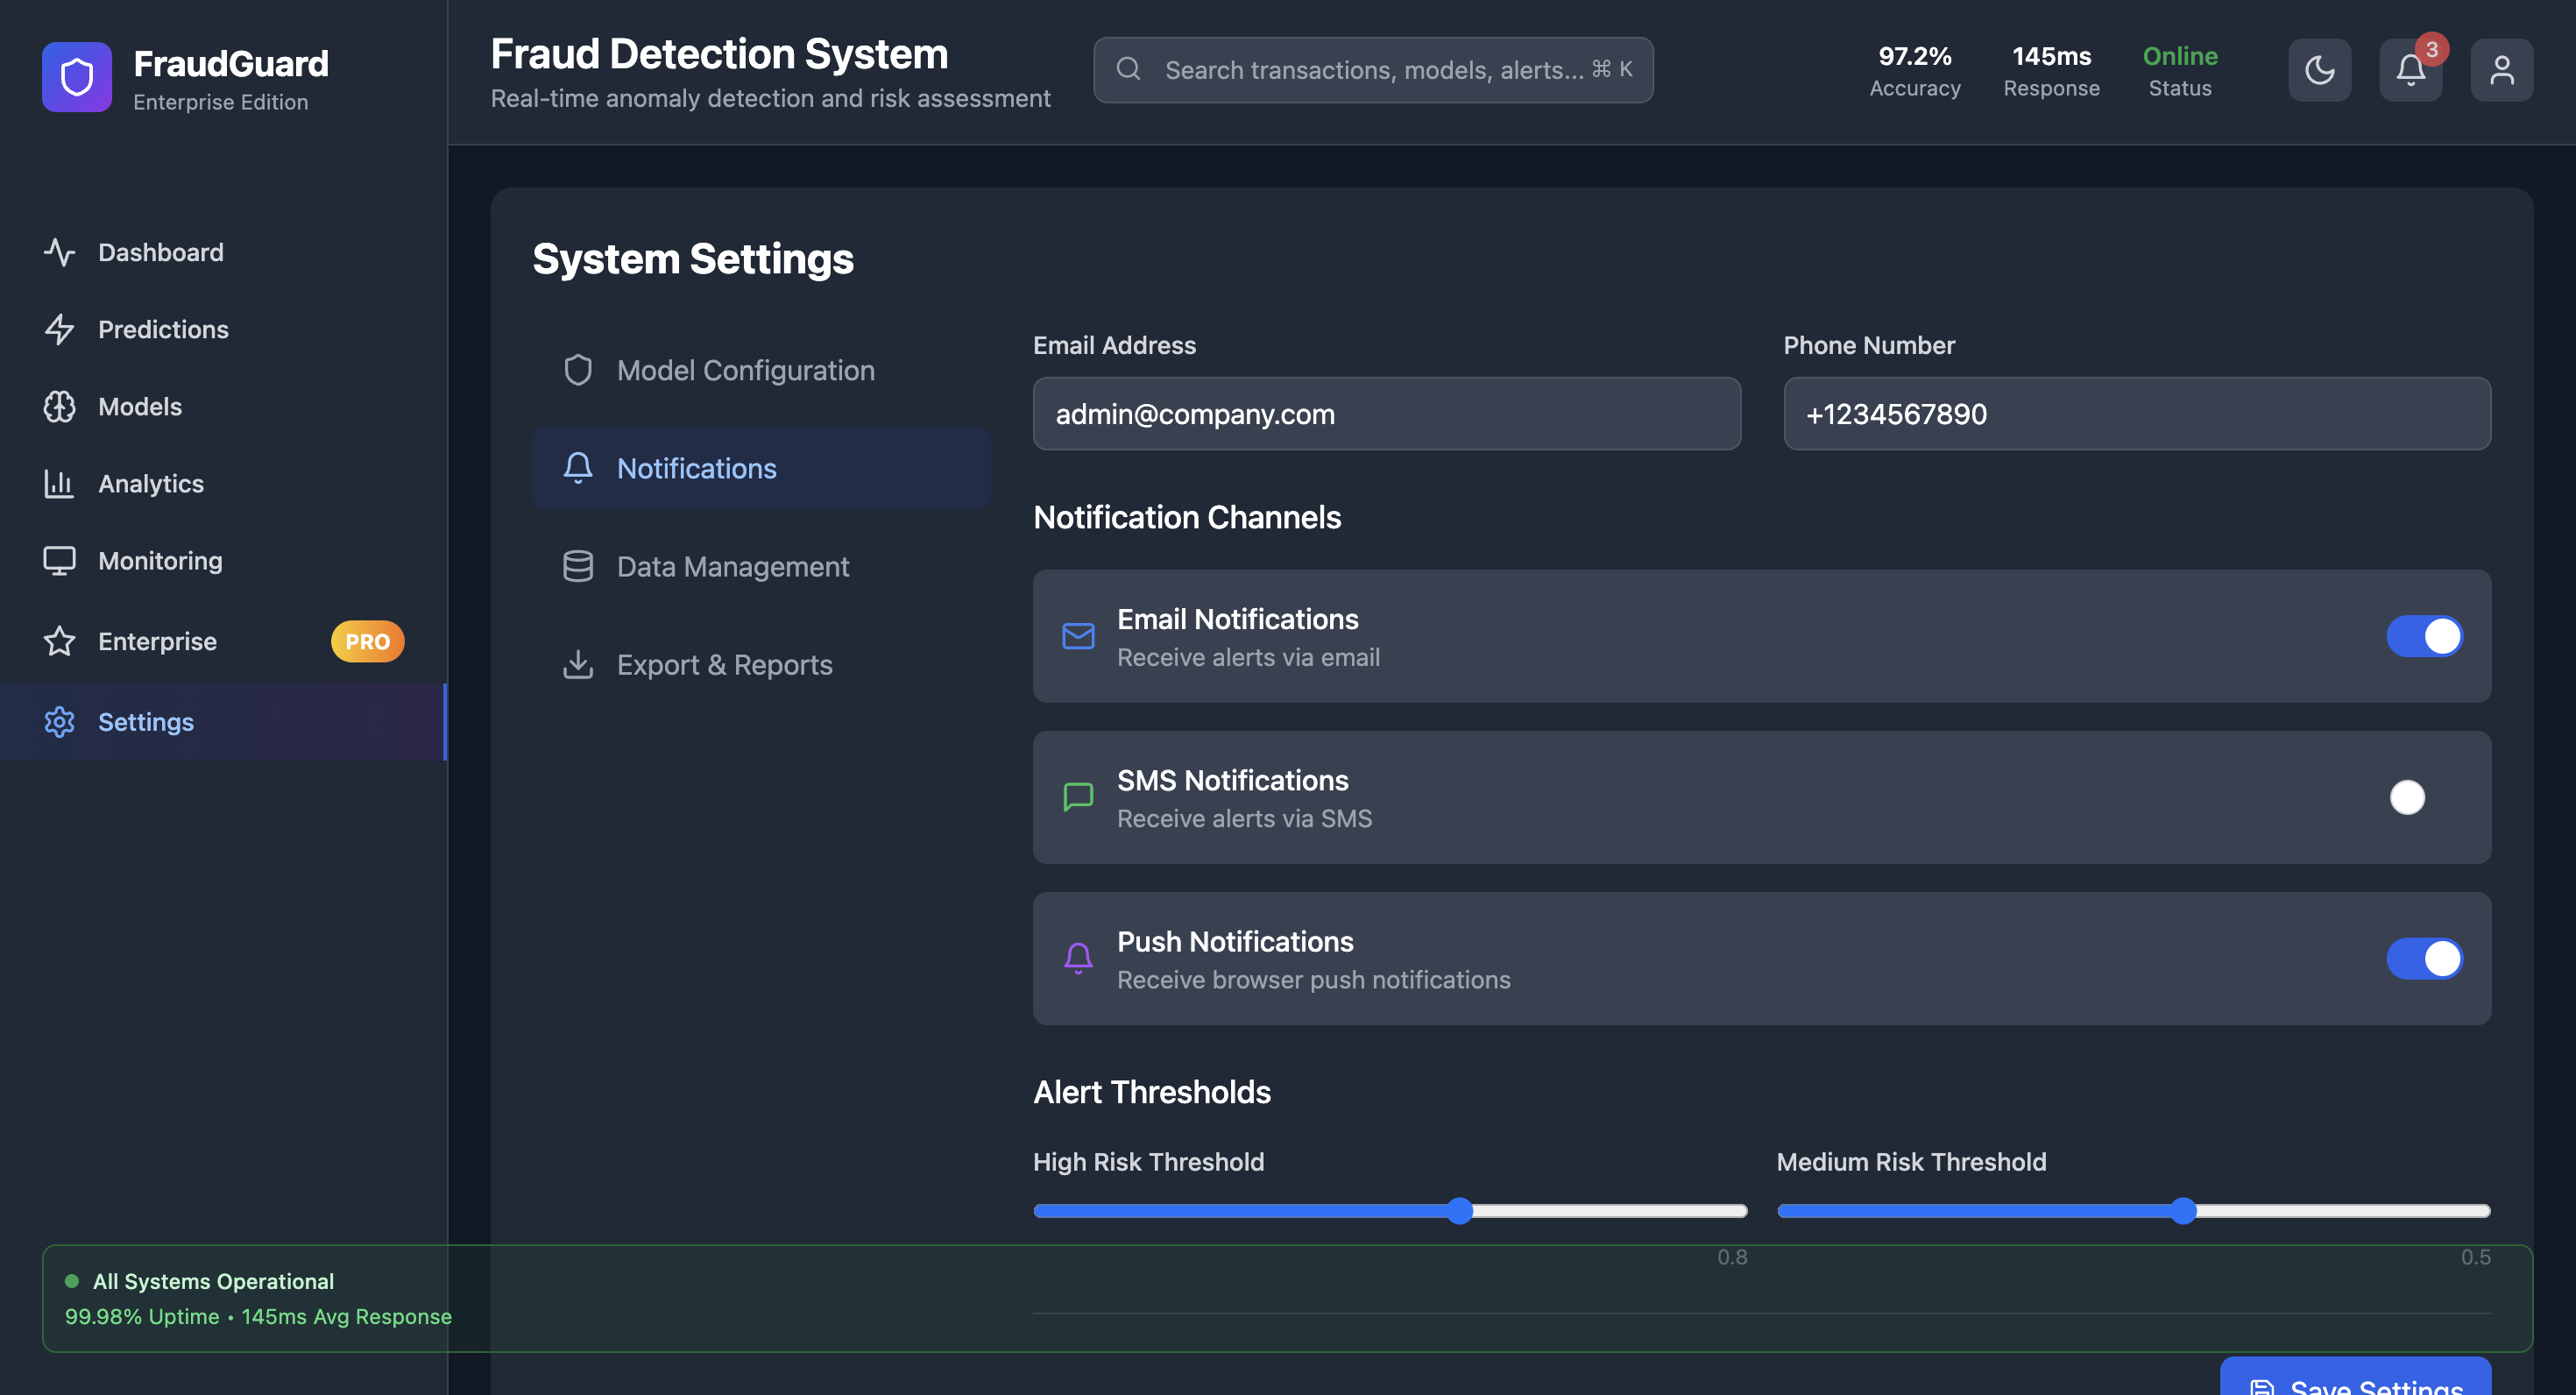 FraudGuard
Enterprise Edition
Dashboard
Predictions
Models
Analytics
Monitoring
Enterprise
PRO
Settings
All Systems Operational
99.98% Uptime • 145ms Avg Response
Fraud Detection System
Real-time anomaly detection and risk assessment
Search transactions, models, alerts... ⌘ K
97.2%
Accuracy
145ms
Response
Online
Status
3
System Settings
Model Configuration
Notifications
Data Management
Export & Reports
Email Address
admin@company.com
Phone Number
+1234567890
Notification Channels
Email Notifications
Receive alerts via email
SMS Notifications
Receive alerts via SMS
Push Notifications
Receive browser push notifications
Alert Thresholds
High Risk Threshold
0.8
Medium Risk Threshold
0.5
Save Settings